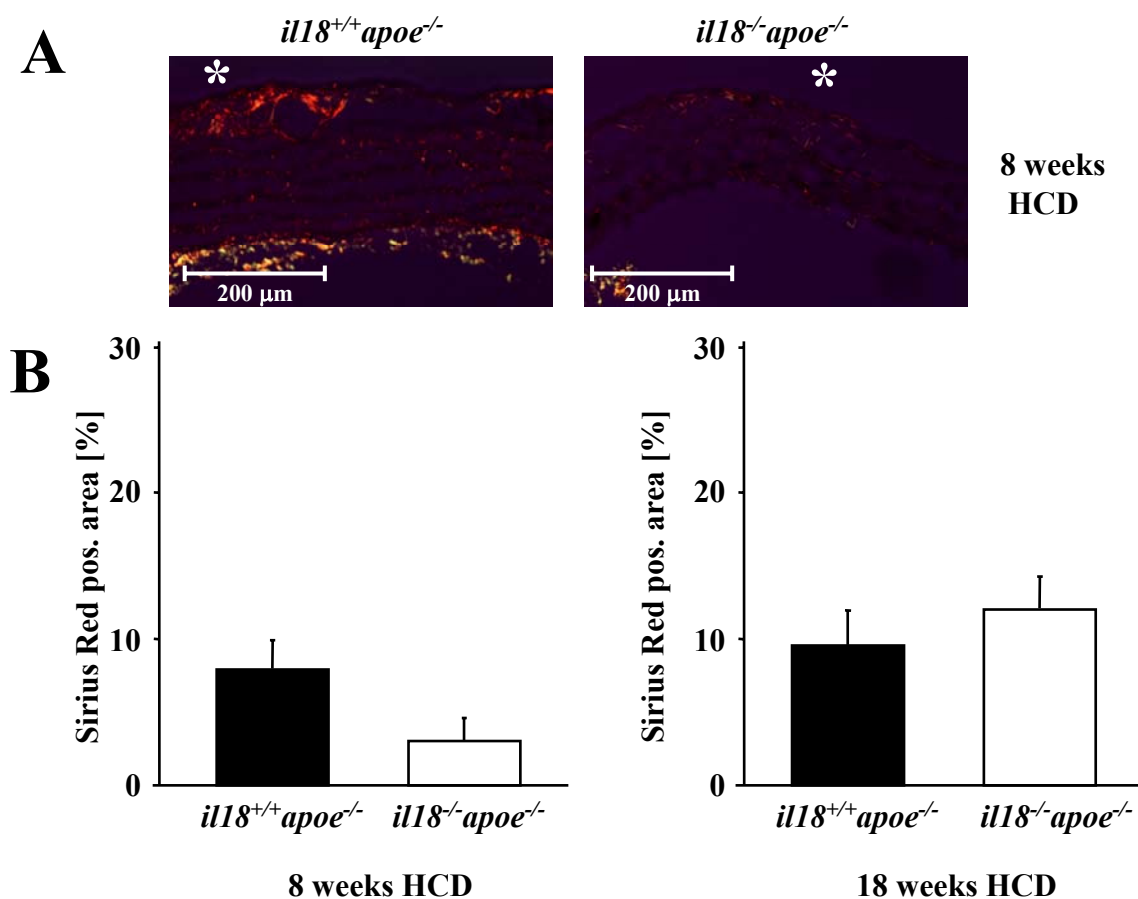 A
il18+/+apoe-/-
il18-/-apoe-/-
*
*
200 µm
200 µm
8 weeks
HCD
B
Sirius Red pos. area [%]
30
20
10
0
il18+/+apoe-/-
il18-/-apoe-/-
8 weeks HCD
Sirius Red pos. area [%]
30
20
10
0
il18+/+apoe-/-
il18-/-apoe-/-
18 weeks HCD